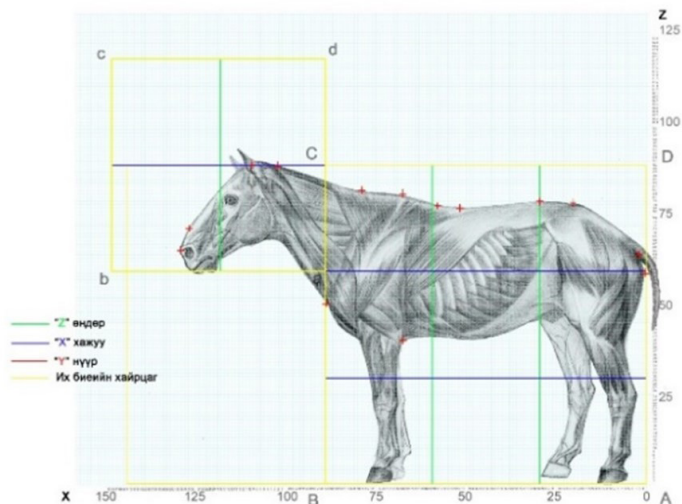 Z
125
c
d
100
C
D
75
b
a
50
"Z" өндөр
"X" хажуу
"Y" нүүр
Их биеийн хайрцаг
25
X
150
125
100
B
75
50
25
0
A